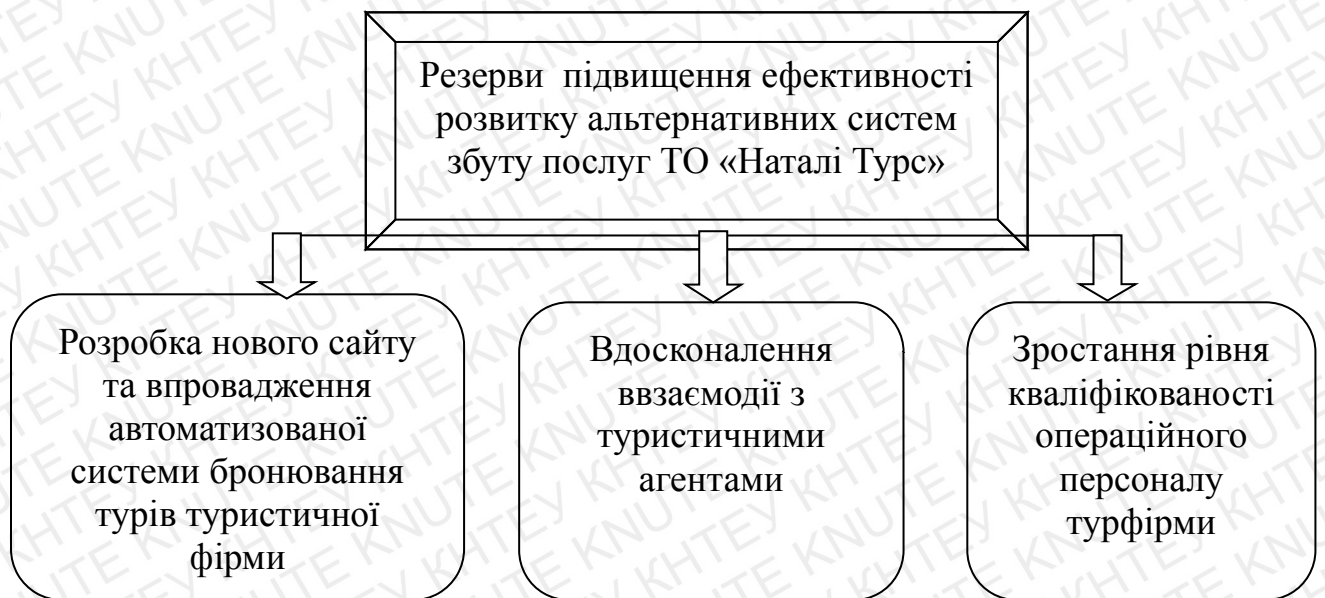 Резерви підвищення ефективності
розвитку альтернативних систем
збуту послуг ТО «Наталі Турс»
Розробка нового сайту
та впровадження
автоматизованої
системи бронювання
турів туристичної
фірми
Вдосконалення
ввзаємодії з
туристичними
агентами
Зростання рівня
кваліфікованості
операційного
персоналу
турфірми